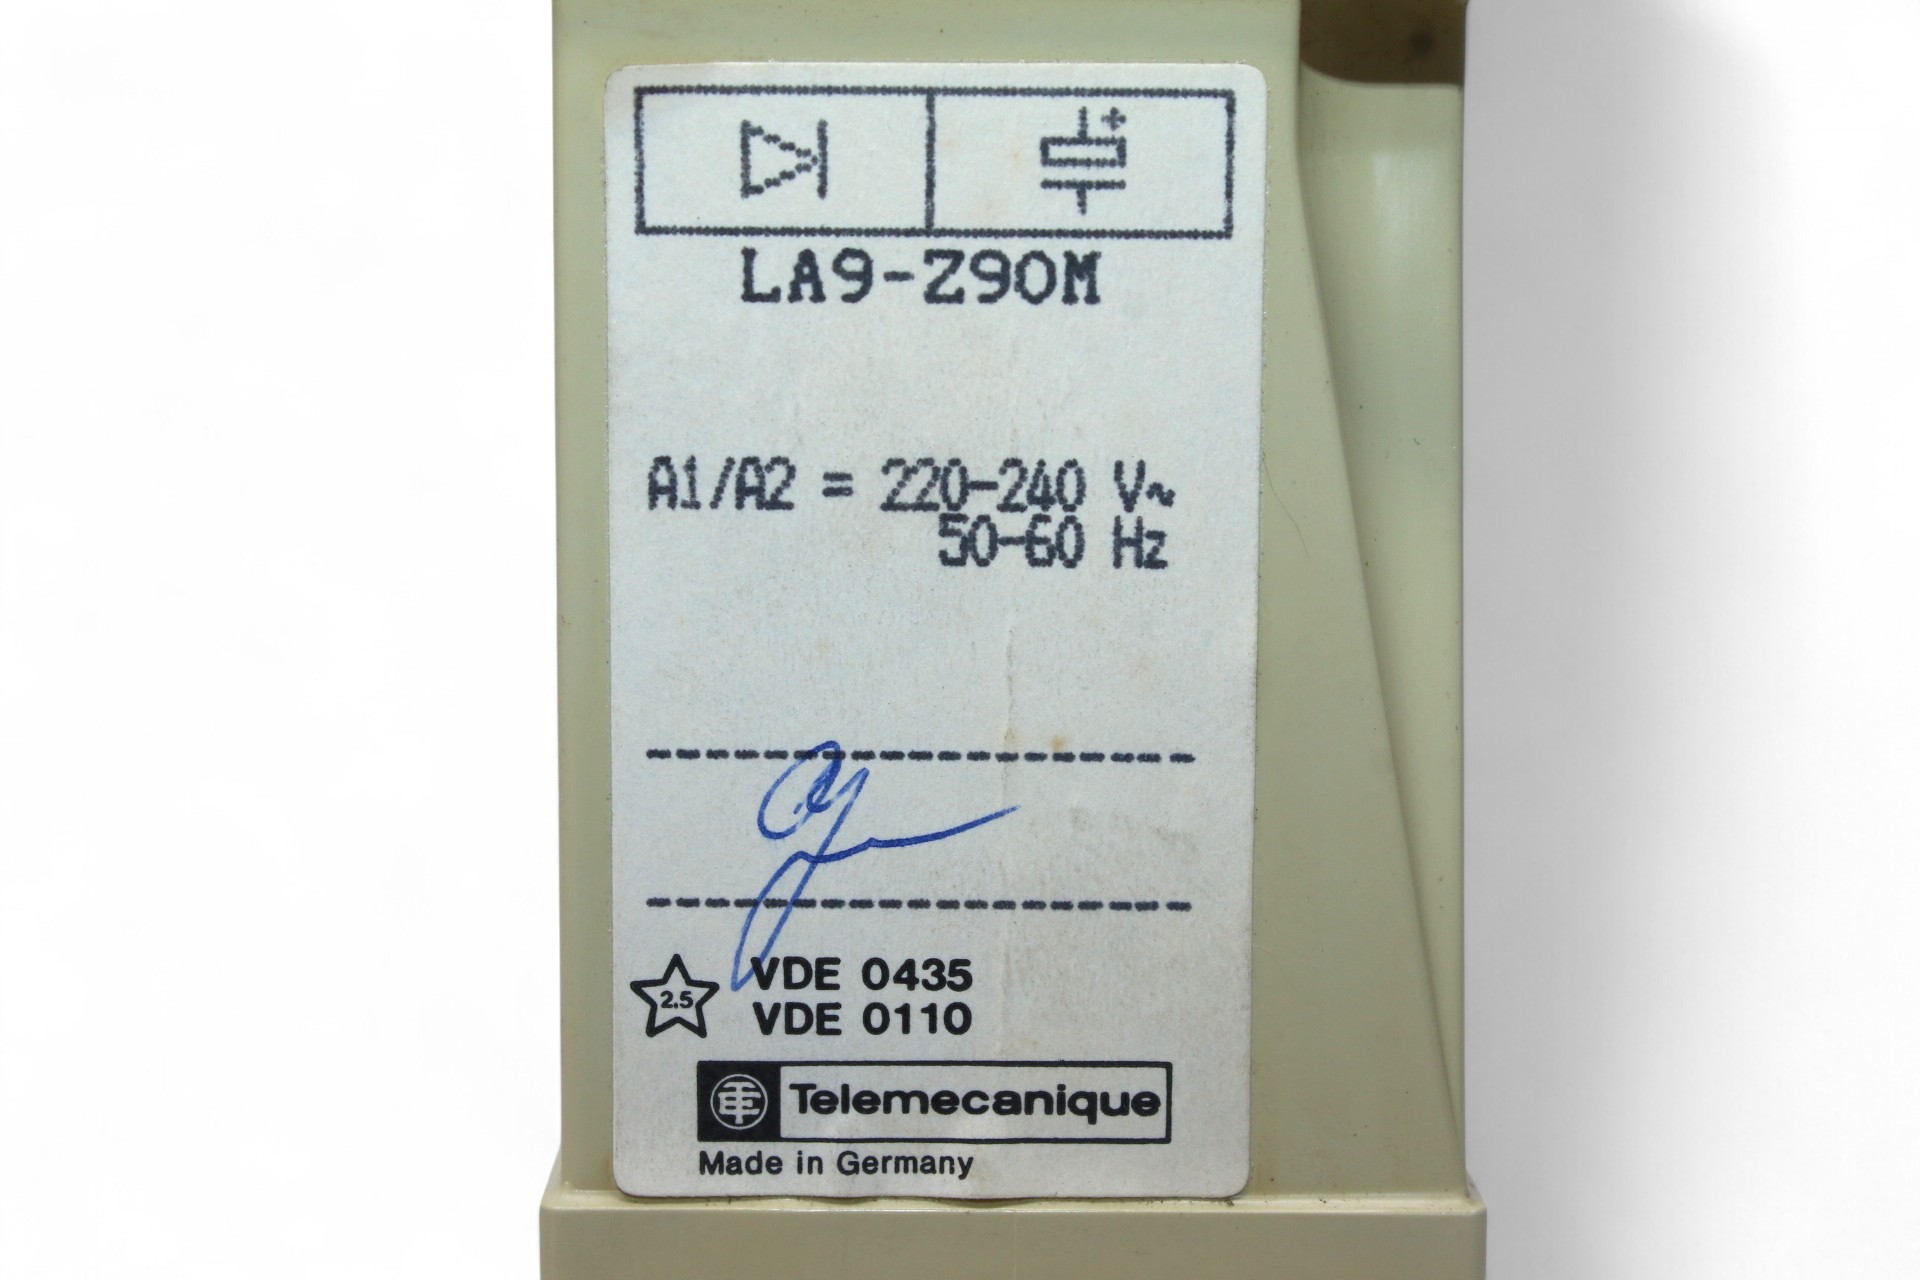 +
LA9-Z90M
A1/A2 = 220-240 V~
50-60 Hz
VDE 0435
2.5
VDE 0110
TE Telemecanique
Made in Germany